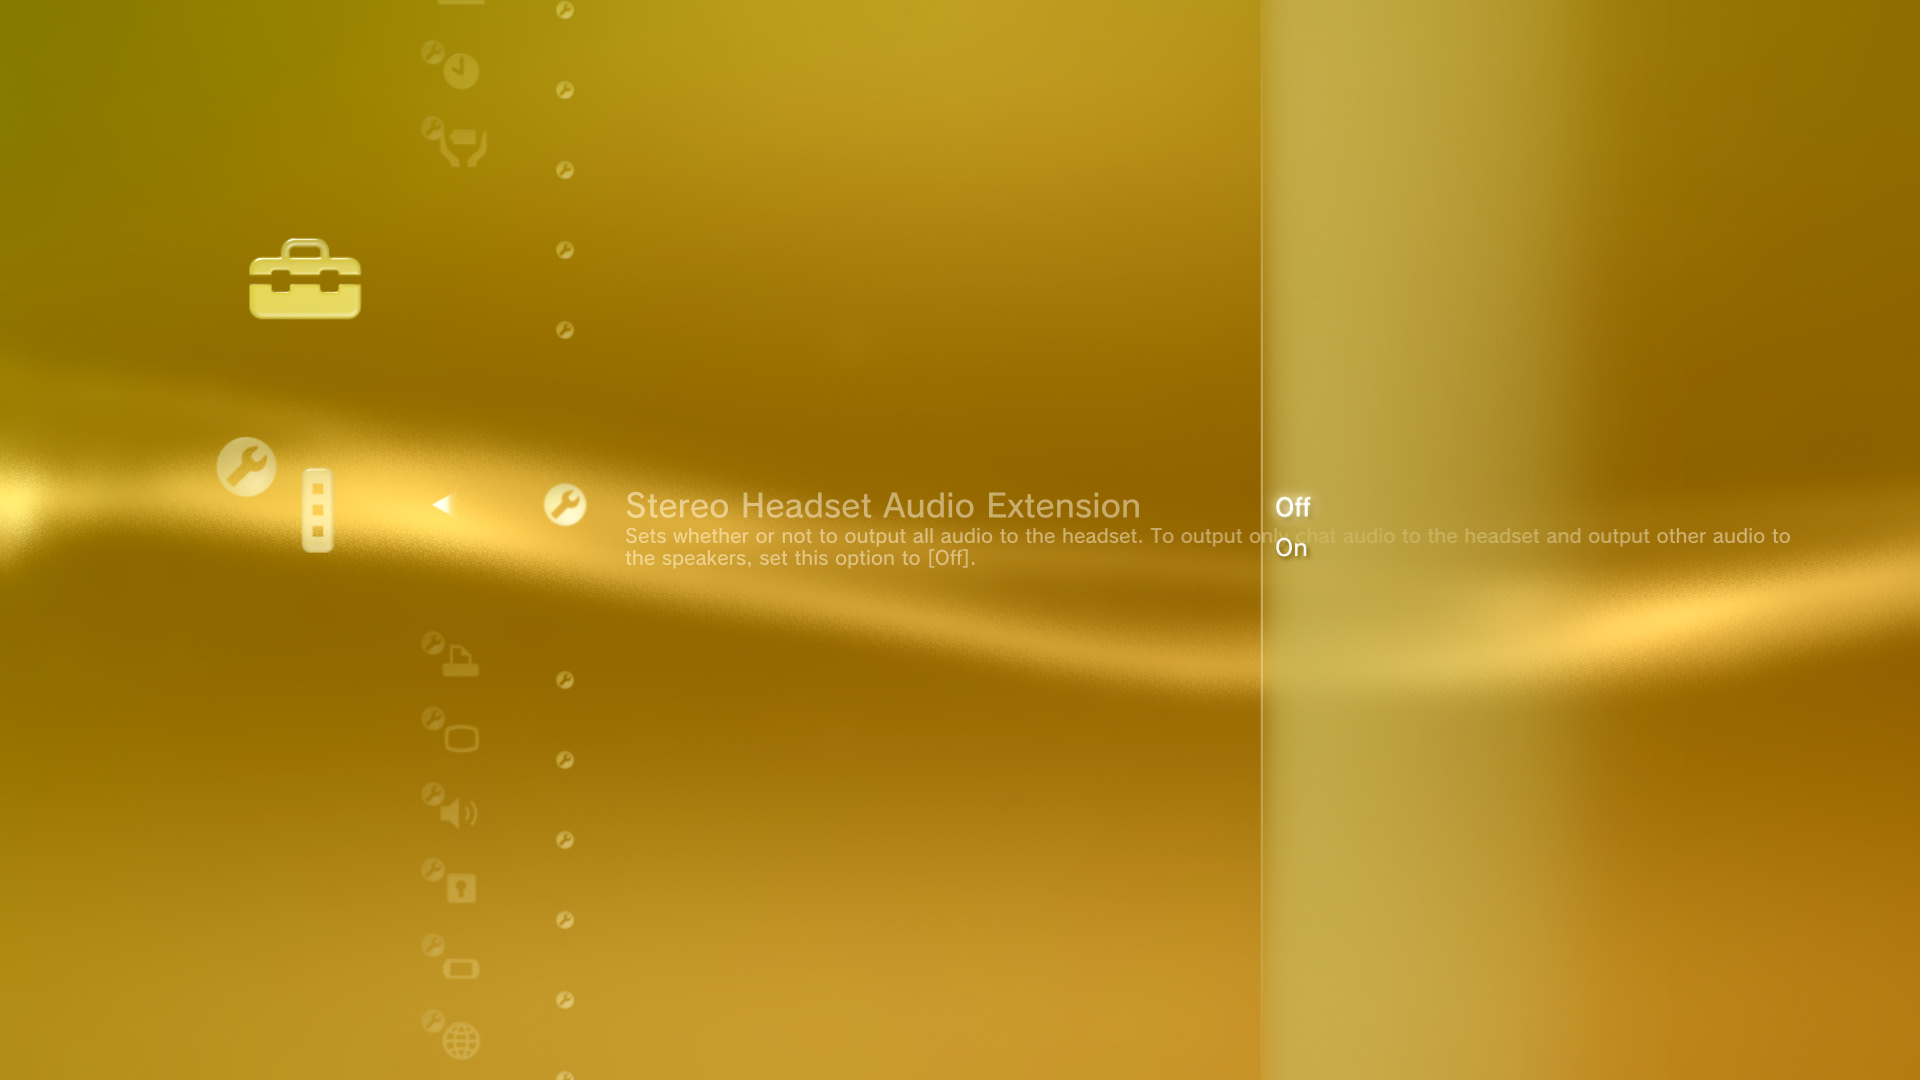 Stereo Headset Audio Extension
Sets whether or not to output all audio to the headset. To output only chat audio to the headset and output other audio to
the speakers, set this option to [Off].
Off
On